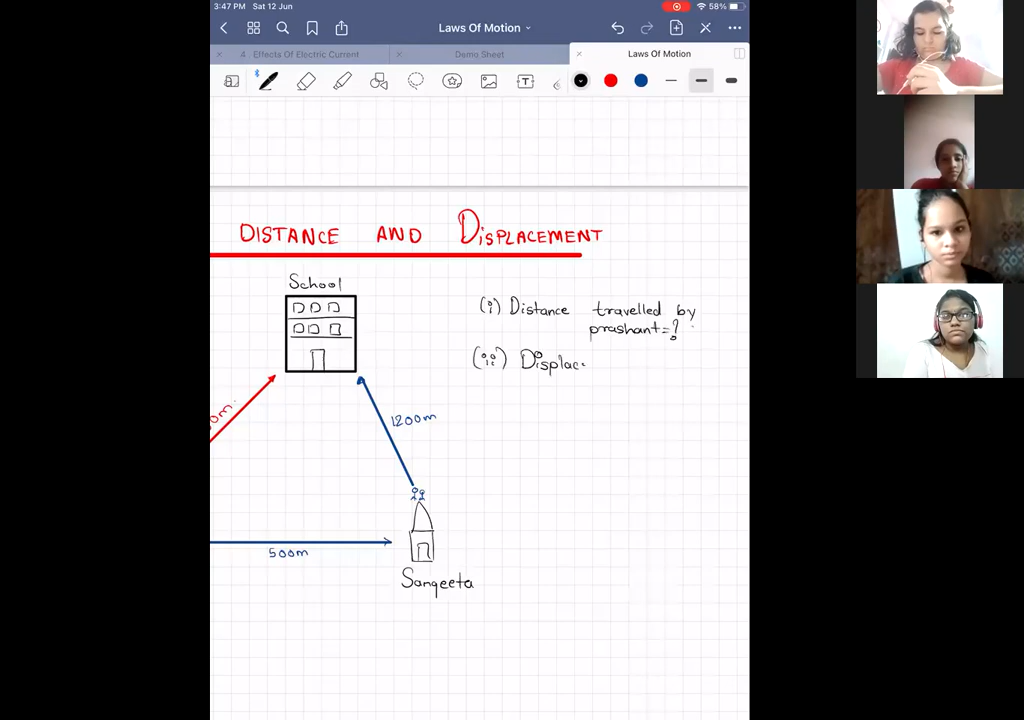 3:47 PM Sat 12 Jun
58%
Laws Of Motion
4. Effects Of Electric Current
Demo Sheet
Laws Of Motion
T
DISTANCE AND DISPLACEMENT
School
(i) Distance travelled by
prashant=?
(ii) Displac
0m.
1200m
500m
Sangeeta